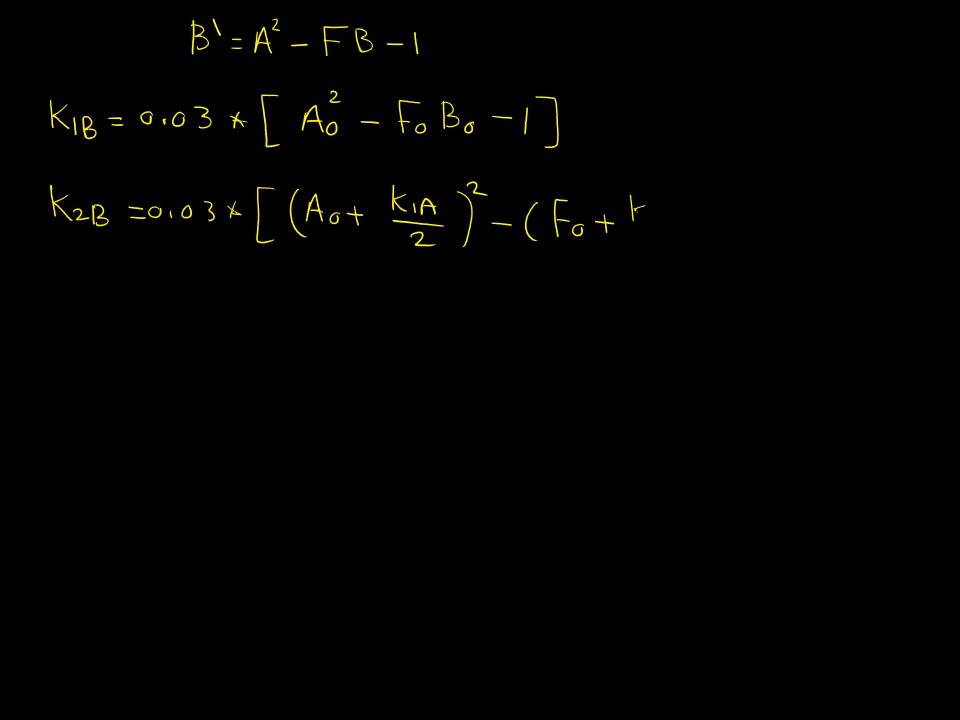 B' = A² - FB - 1
K₁B = 0.03 * [ A₀² - F₀ B₀ - 1 ]
K₂B = 0.03 * [ ( A₀ + K₁A/2 )² - ( F₀ +